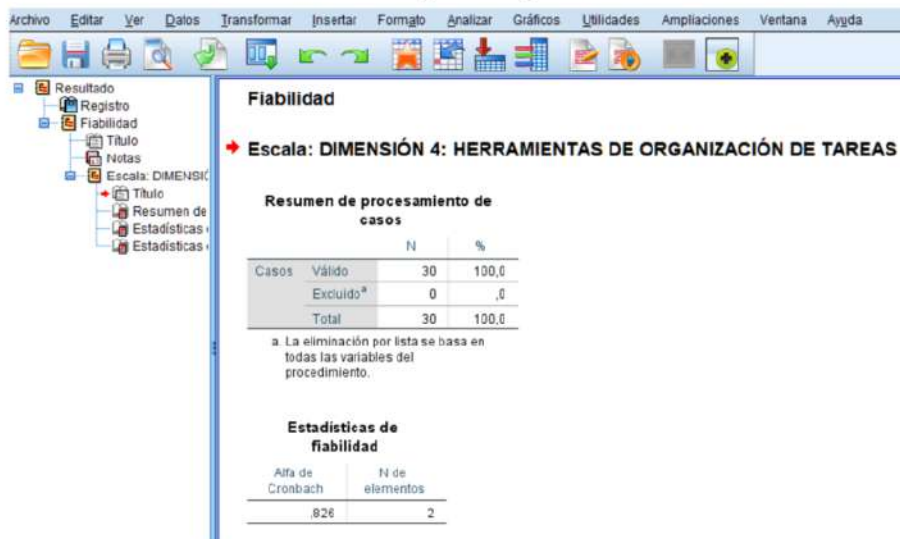 Archivo Editar Ver Datos Transformar Insertar Formato Analizar Gráficos Utilidades Ampliaciones Ventana Ayuda
Resultado
Registro
Fiabilidad
Título
Notas
Escala: DIMENSIÓ
Título
Resumen de
Estadísticas
Estadísticas
Fiabilidad
Escala: DIMENSIÓN 4: HERRAMIENTAS DE ORGANIZACIÓN DE TAREAS
Resumen de procesamiento de
casos
N %
Casos Válido 30 100,0
Excluido a 0 ,0
Total 30 100,0
a. La eliminación por lista se basa en
todas las variables del
procedimiento.
Estadísticas de
fiabilidad
Alfa de N de
Cronbach elementos
,826 2